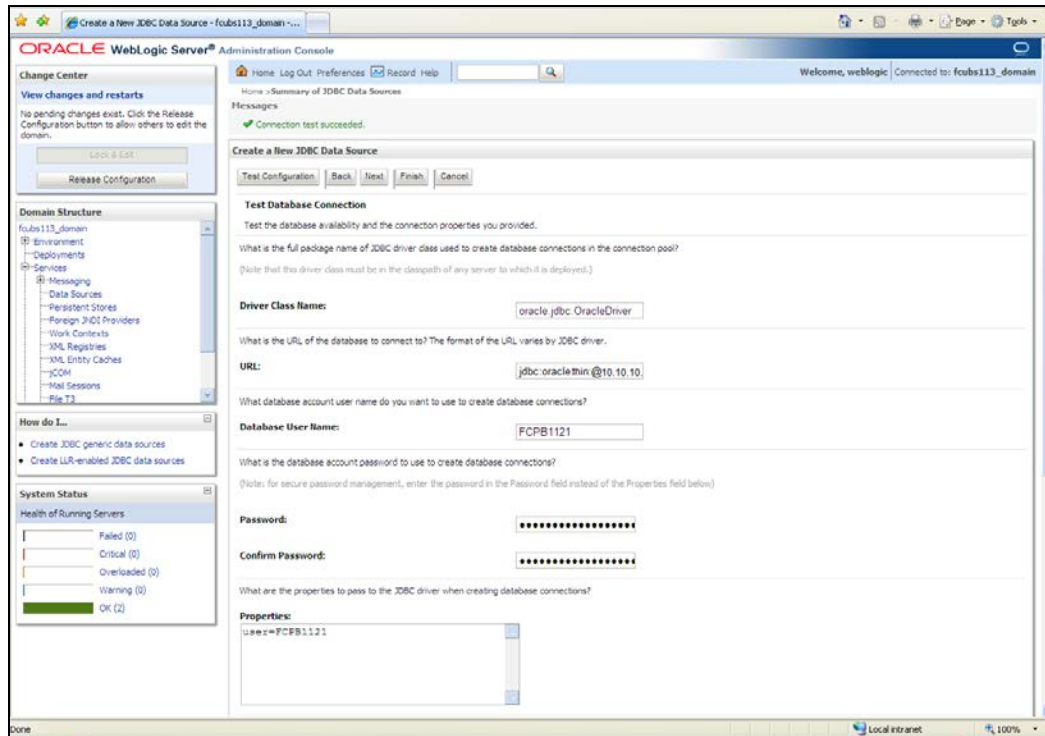 Create a New JDBC Data Source - fcubs113_domain -...
Page
Tools
ORACLE WebLogic Server® Administration Console
Change Center
View changes and restarts
No pending changes exist. Click the Release
Configuration button to allow others to edit the
domain.
Lock & Edit
Release Configuration
Domain Structure
fcubs113_domain
Environment
Deployments
Services
Messaging
Data Sources
Persistent Stores
Foreign JNDI Providers
Work Contexts
XML Registries
XML Entity Caches
jCOM
Mail Sessions
File T3
How do I...
Create JDBC generic data sources
Create LLR-enabled JDBC data sources
System Status
Health of Running Servers
Failed (0)
Critical (0)
Overloaded (0)
Warning (0)
OK (2)
Home Log Out Preferences Record Help
Welcome, weblogic Connected to: fcubs113_domain
Home >Summary of JDBC Data Sources
Messages
Connection test succeeded.
Create a New JDBC Data Source
Test Configuration Back Next Finish Cancel
Test Database Connection
Test the database availability and the connection properties you provided.
What is the full package name of JDBC driver class used to create database connections in the connection pool?
(Note that this driver class must be in the classpath of any server to which it is deployed.)
Driver Class Name: oracle.jdbc.OracleDriver
What is the URL of the database to connect to? The format of the URL varies by JDBC driver.
URL: jdbc:oracle:thin:@10.10.10.
What database account user name do you want to use to create database connections?
Database User Name: FCPB1121
What is the database account password to use to create database connections?
(Note: for secure password management, enter the password in the Password field instead of the Properties field below)
Password: ••••••••••••••••••
Confirm Password: ••••••••••••••••••
What are the properties to pass to the JDBC driver when creating database connections?
Properties:
user=FCPB1121
Done
Local intranet
100%